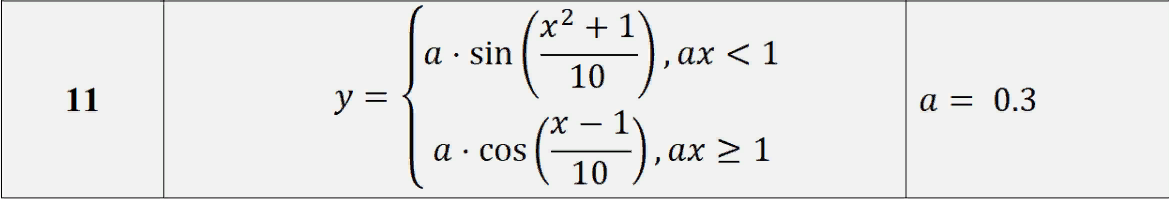 11
y = { a · sin((x² + 1)/10), ax < 1
a · cos((x − 1)/10), ax ≥ 1
a = 0.3